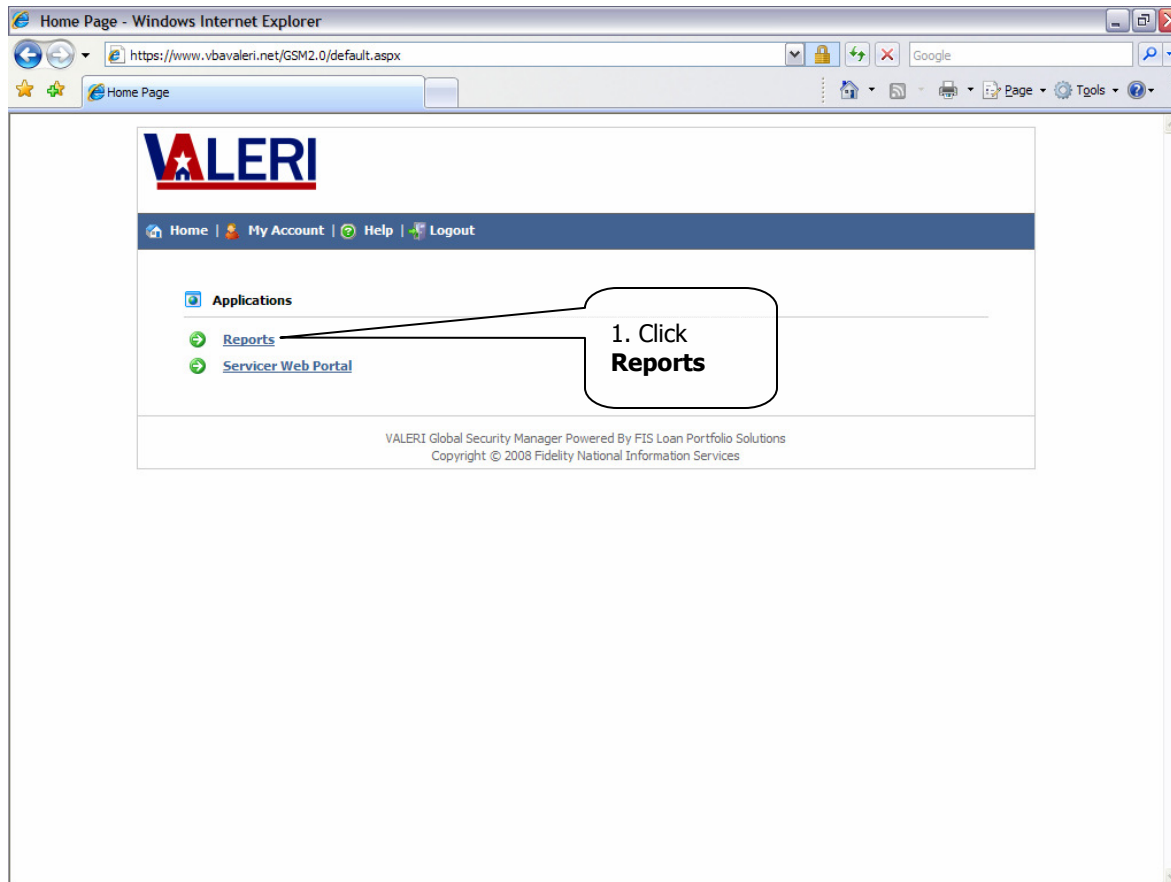 Home Page - Windows Internet Explorer
https://www.vbavaleri.net/GSM2.0/default.aspx
Google
Home Page
Page
Tools
VALERI
Home | My Account | Help | Logout
Applications
Reports
Servicer Web Portal
1. Click
Reports
VALERI Global Security Manager Powered By FIS Loan Portfolio Solutions
Copyright © 2008 Fidelity National Information Services